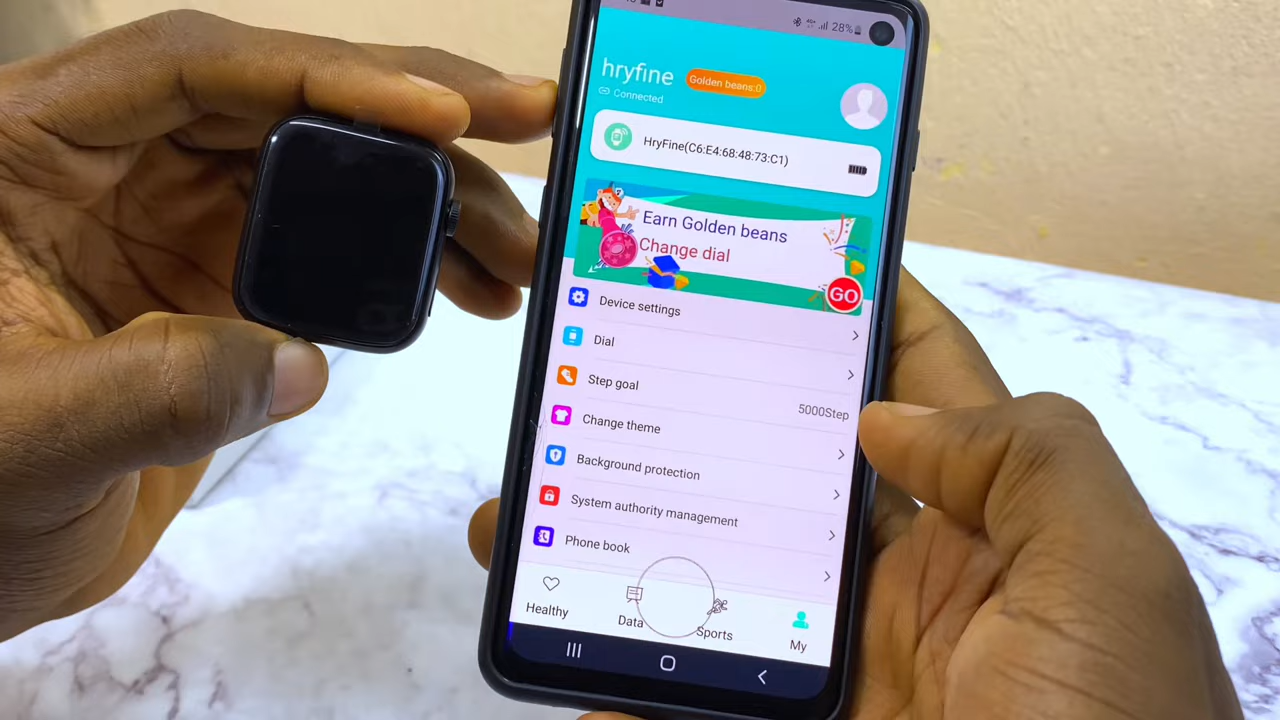 28%
hryfine
Golden beans:0
Connected
HryFine(C6:E4:68:48:73:C1)
Earn Golden beans
Change dial
GO
Device settings
Dial
Step goal
5000Step
Change theme
Background protection
System authority management
Phone book
Healthy
Data
Sports
My